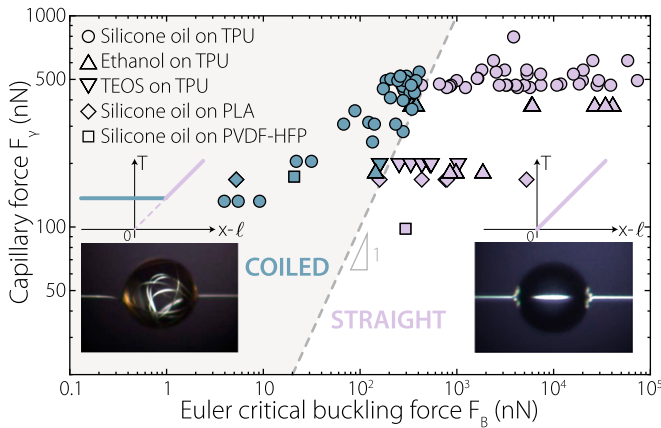 Capillary force Fγ (nN)
1000
500
100
50
○ Silicone oil on TPU
△ Ethanol on TPU
▽ TEOS on TPU
◇ Silicone oil on PLA
□ Silicone oil on PVDF-HFP
T
0
x-ℓ
T
0
x-ℓ
COILED
1
STRAIGHT
0.1 1 10 10² 10³ 10⁴ 10⁵
Euler critical buckling force F_B (nN)